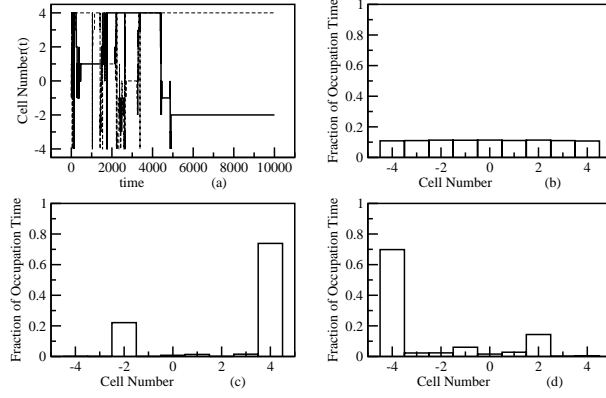 4
2
0
-2
-4
Cell Number(t)
0 2000 4000 6000 8000 10000
time (a)
1
0.8
0.6
0.4
0.2
0
Fraction of Occupation Time
-4 -2 0 2 4
Cell Number (b)
1
0.8
0.6
0.4
0.2
0
Fraction of Occupation Time
-4 -2 0 2 4
Cell Number (c)
1
0.8
0.6
0.4
0.2
0
Fraction of Occupation Time
-4 -2 0 2 4
Cell Number (d)